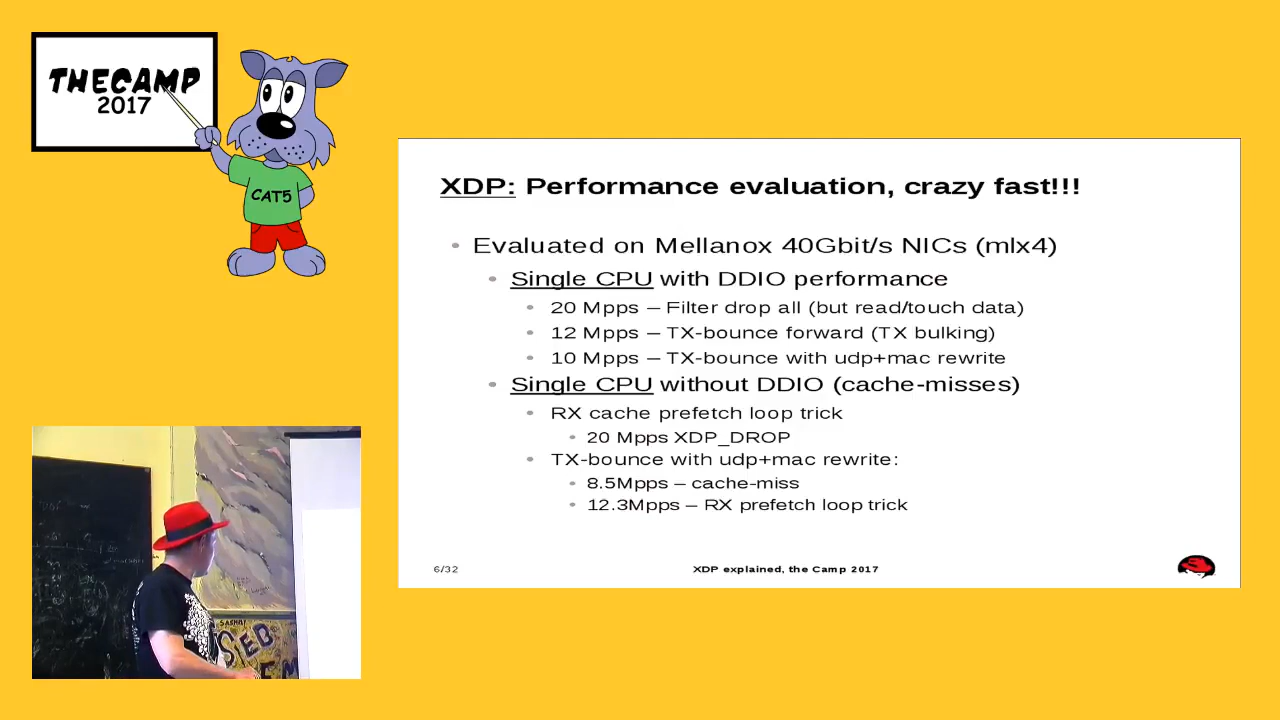 THECAMP
2017
CAT5
XDP: Performance evaluation, crazy fast!!!
• Evaluated on Mellanox 40Gbit/s NICs (mlx4)
• Single CPU with DDIO performance
• 20 Mpps – Filter drop all (but read/touch data)
• 12 Mpps – TX-bounce forward (TX bulking)
• 10 Mpps – TX-bounce with udp+mac rewrite
• Single CPU without DDIO (cache-misses)
• RX cache prefetch loop trick
• 20 Mpps XDP_DROP
• TX-bounce with udp+mac rewrite:
• 8.5Mpps – cache-miss
• 12.3Mpps – RX prefetch loop trick
6/32
XDP explained, the Camp 2017
SEB